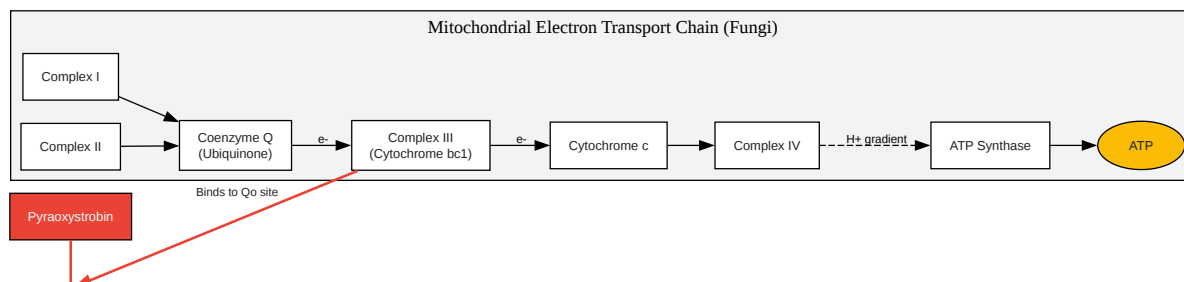 Mitochondrial Electron Transport Chain (Fungi)
Complex I
Complex II
Coenzyme Q
(Ubiquinone)
e-
Complex III
(Cytochrome bc1)
e-
Cytochrome c
Complex IV
H+ gradient
ATP Synthase
ATP
Binds to Qo site
Pyraoxystrobin